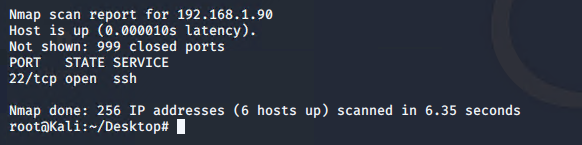 Nmap scan report for 192.168.1.90
Host is up (0.000010s latency).
Not shown: 999 closed ports
PORT   STATE SERVICE
22/tcp open  ssh

Nmap done: 256 IP addresses (6 hosts up) scanned in 6.35 seconds
root@Kali:~/Desktop#